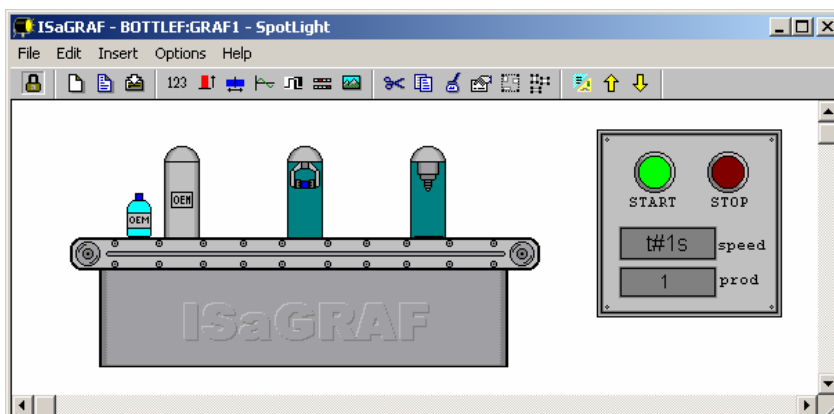 ISaGRAF - BOTTLEF:GRAF1 - SpotLight
File Edit Insert Options Help
123
OEM
OEM
START STOP
t#1s speed
1 prod
ISaGRAF